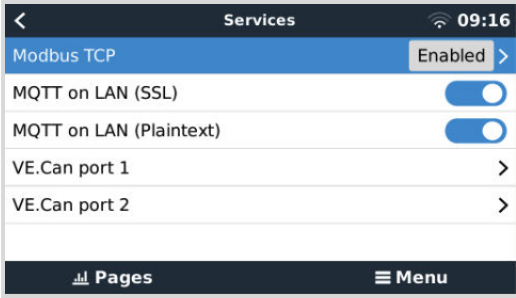 Services 09:16
Modbus TCP Enabled
MQTT on LAN (SSL)
MQTT on LAN (Plaintext)
VE.Can port 1
VE.Can port 2
Pages Menu